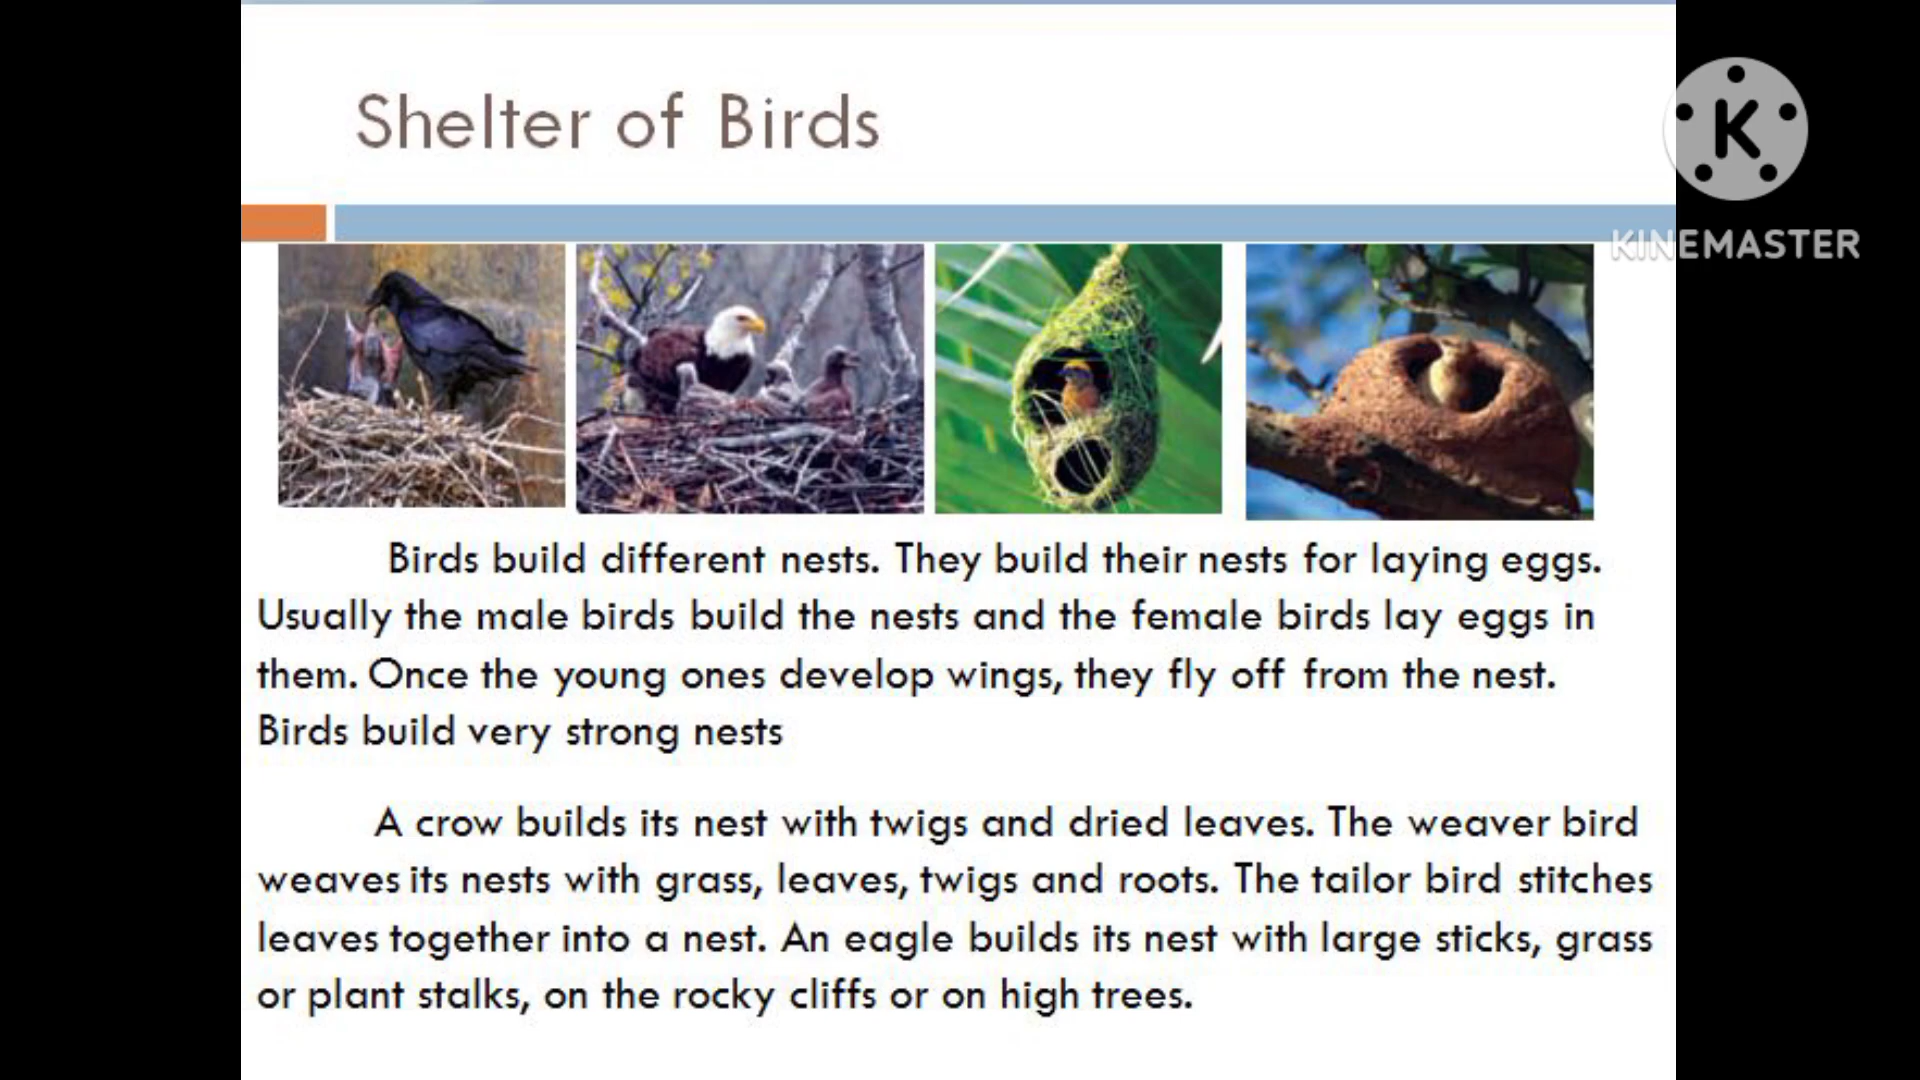 Shelter of Birds
K
KINEMASTER
Birds build different nests. They build their nests for laying eggs.
Usually the male birds build the nests and the female birds lay eggs in
them. Once the young ones develop wings, they fly off from the nest.
Birds build very strong nests
A crow builds its nest with twigs and dried leaves. The weaver bird
weaves its nests with grass, leaves, twigs and roots. The tailor bird stitches
leaves together into a nest. An eagle builds its nest with large sticks, grass
or plant stalks, on the rocky cliffs or on high trees.